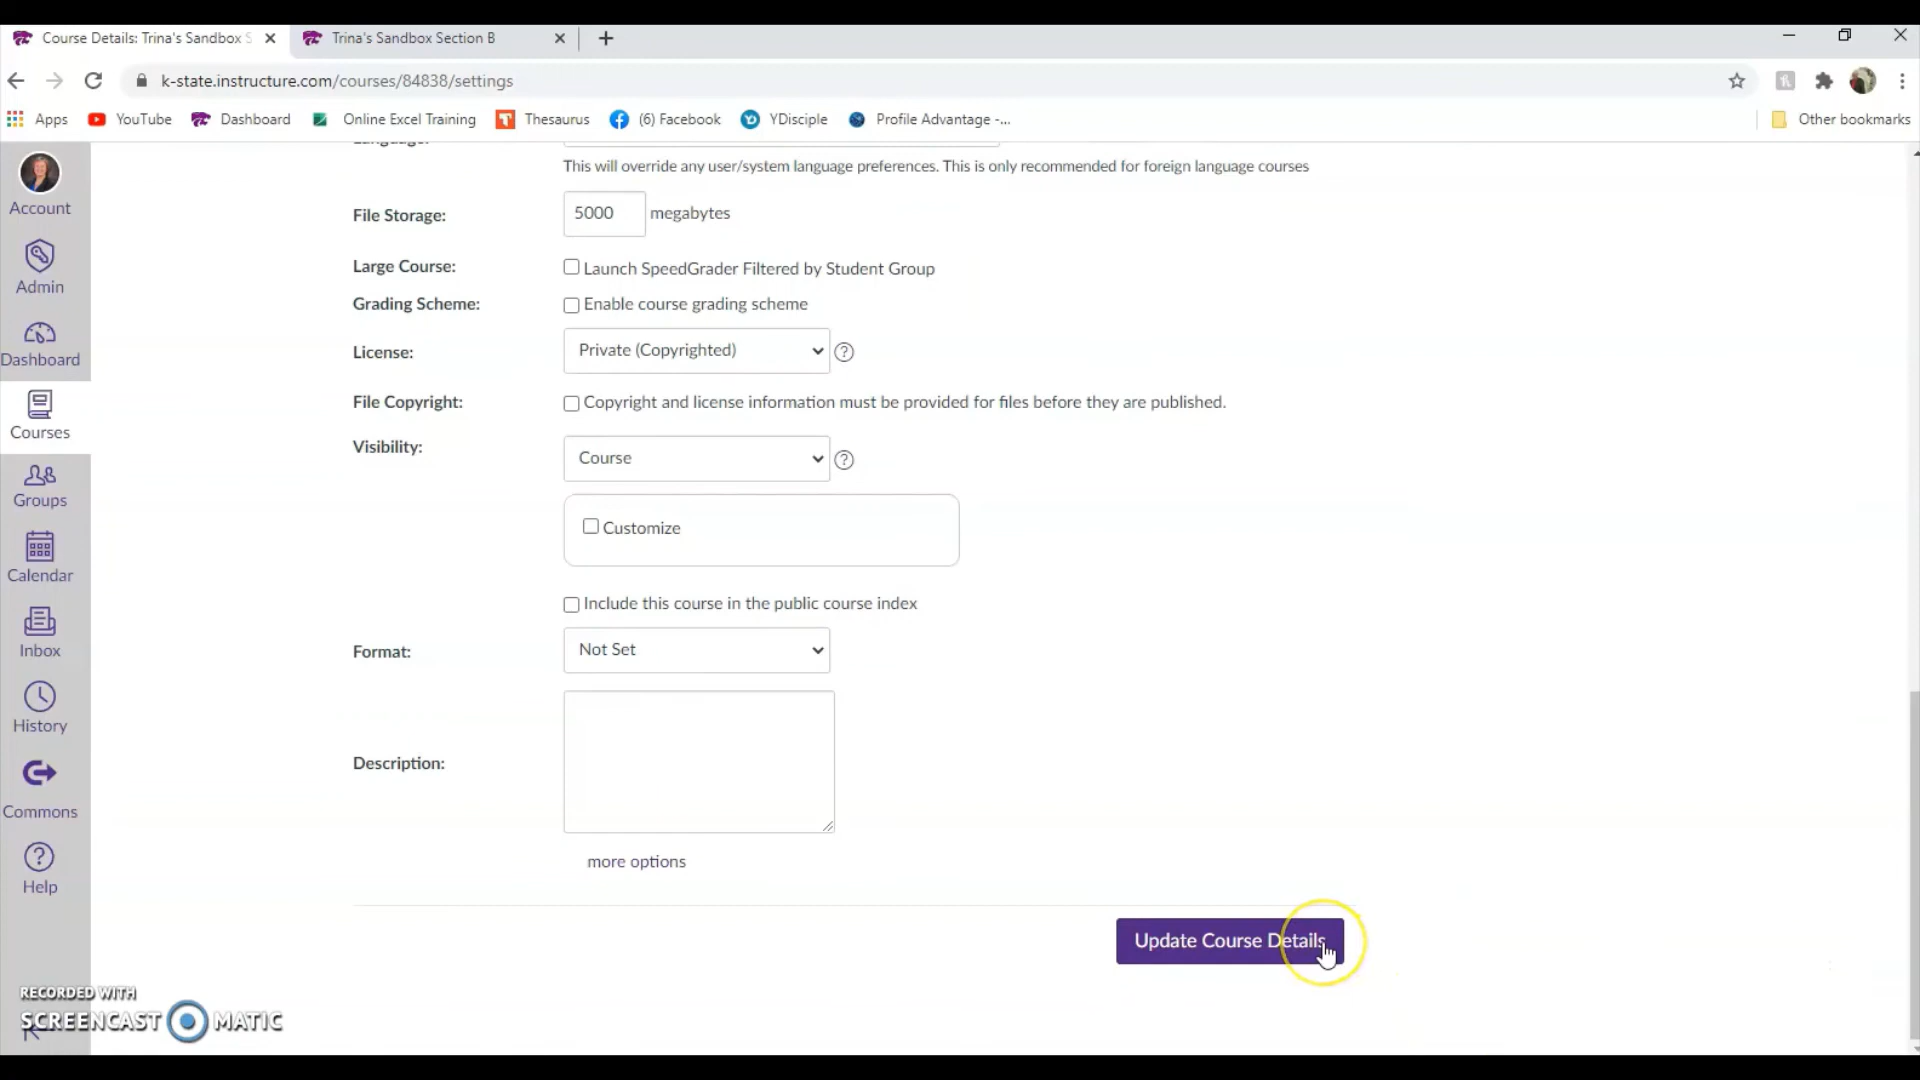 Course Details: Trina's Sandbox S
Trina's Sandbox Section B
k-state.instructure.com/courses/84838/settings
Apps YouTube Dashboard Online Excel Training Thesaurus (6) Facebook YDisciple Profile Advantage -... Other bookmarks
Account
Admin
Dashboard
Courses
Groups
Calendar
Inbox
History
Commons
Help
Language:
This will override any user/system language preferences. This is only recommended for foreign language courses
File Storage: 5000 megabytes
Large Course: Launch SpeedGrader Filtered by Student Group
Grading Scheme: Enable course grading scheme
License: Private (Copyrighted) ?
File Copyright: Copyright and license information must be provided for files before they are published.
Visibility: Course ?
Customize
Include this course in the public course index
Format: Not Set
Description:
more options
Update Course Details
RECORDED WITH
SCREENCAST MATIC